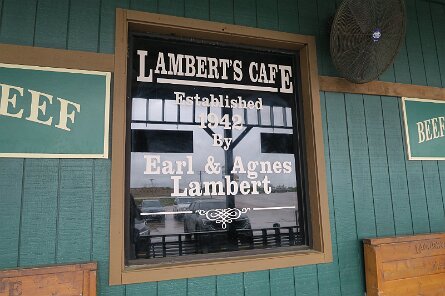 LAMBERT'S CAFE
Established
1942
By
Earl & Agnes
Lambert
BEEF
BEEF